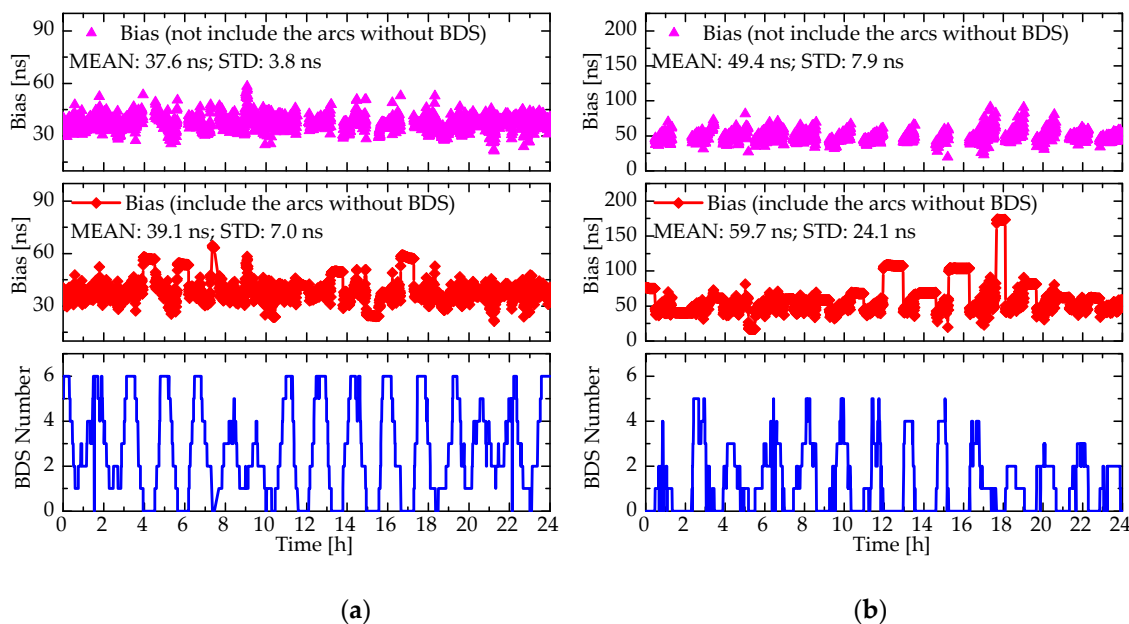 90
60
30
Bias [ns]
Bias (not include the arcs without BDS)
MEAN: 37.6 ns; STD: 3.8 ns
90
60
30
Bias [ns]
Bias (include the arcs without BDS)
MEAN: 39.1 ns; STD: 7.0 ns
6
4
2
0
BDS Number
0 2 4 6 8 10 12 14 16 18 20 22 24
Time [h]
(a)
200
150
100
50
0
Bias [ns]
Bias (not include the arcs without BDS)
MEAN: 49.4 ns; STD: 7.9 ns
200
150
100
50
0
Bias [ns]
Bias (include the arcs without BDS)
MEAN: 59.7 ns; STD: 24.1 ns
6
4
2
0
BDS Number
0 2 4 6 8 10 12 14 16 18 20 22 24
Time [h]
(b)